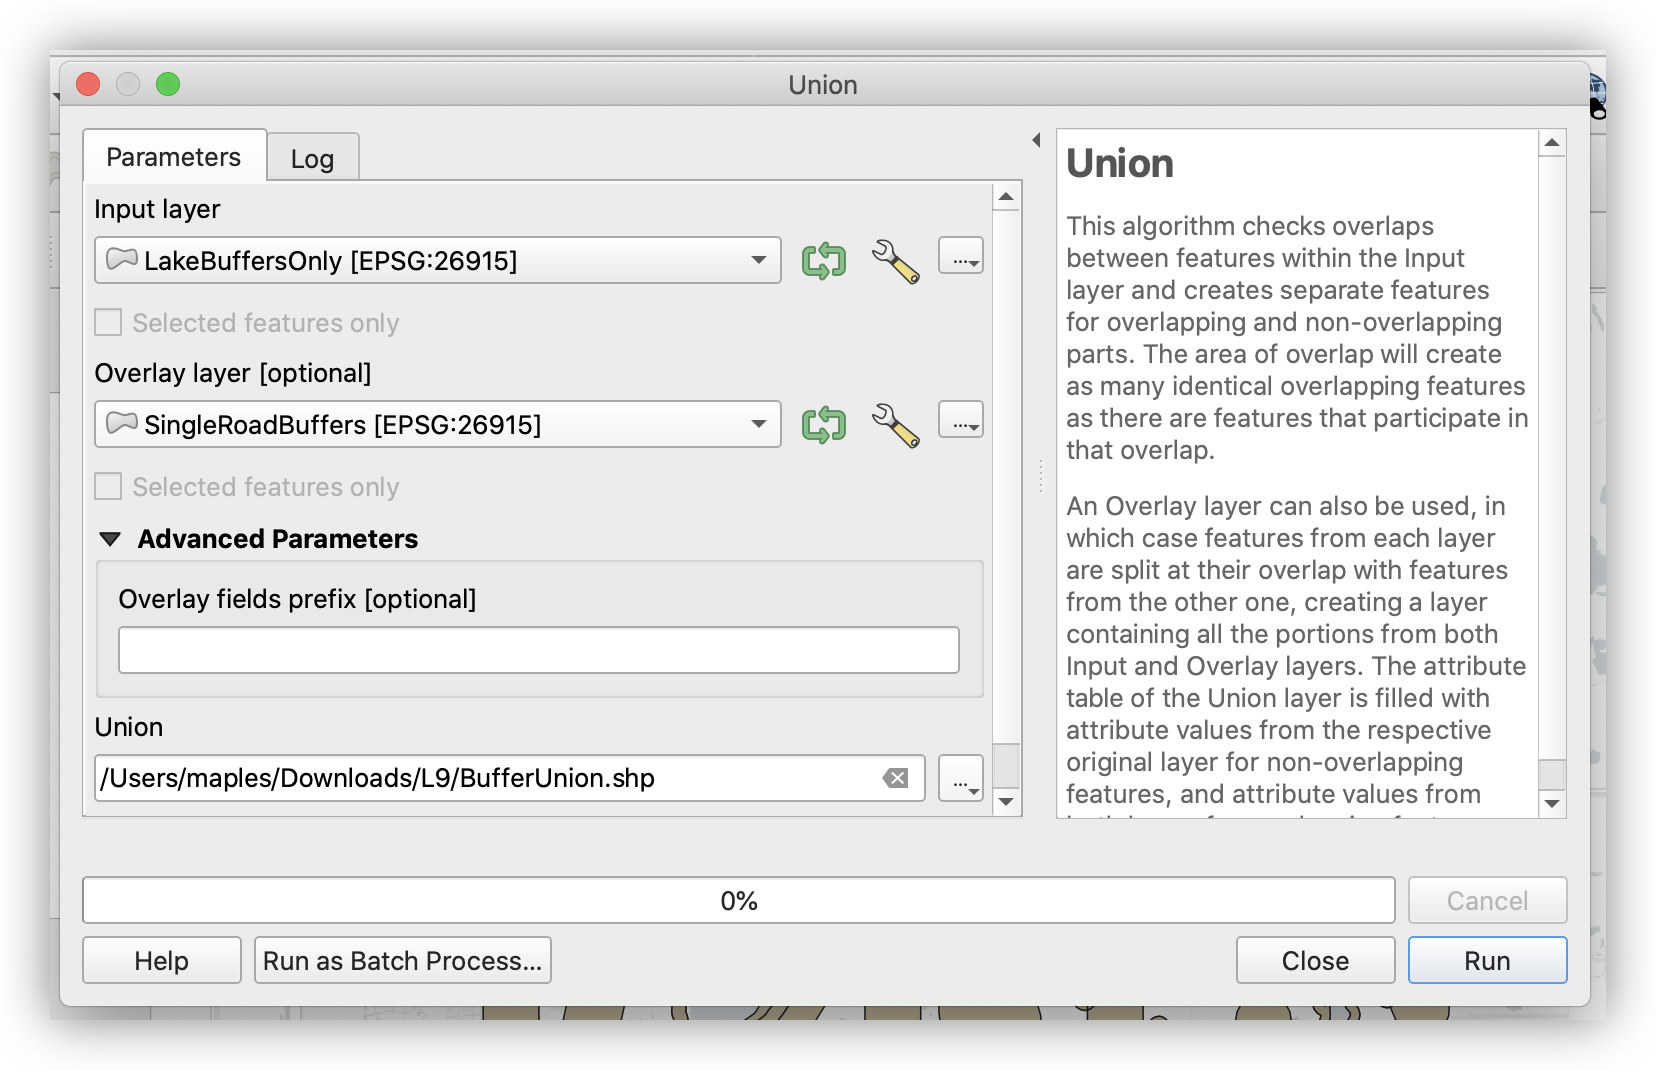 Union
Parameters
Log
Input layer
LakeBuffersOnly [EPSG:26915]
...
Selected features only
Overlay layer [optional]
SingleRoadBuffers [EPSG:26915]
...
Selected features only
Advanced Parameters
Overlay fields prefix [optional]
Union
/Users/maples/Downloads/L9/BufferUnion.shp
...
Union
This algorithm checks overlaps
between features within the Input
layer and creates separate features
for overlapping and non-overlapping
parts. The area of overlap will create
as many identical overlapping features
as there are features that participate in
that overlap.
An Overlay layer can also be used, in
which case features from each layer
are split at their overlap with features
from the other one, creating a layer
containing all the portions from both
Input and Overlay layers. The attribute
table of the Union layer is filled with
attribute values from the respective
original layer for non-overlapping
features, and attribute values from
0%
Cancel
Help
Run as Batch Process...
Close
Run